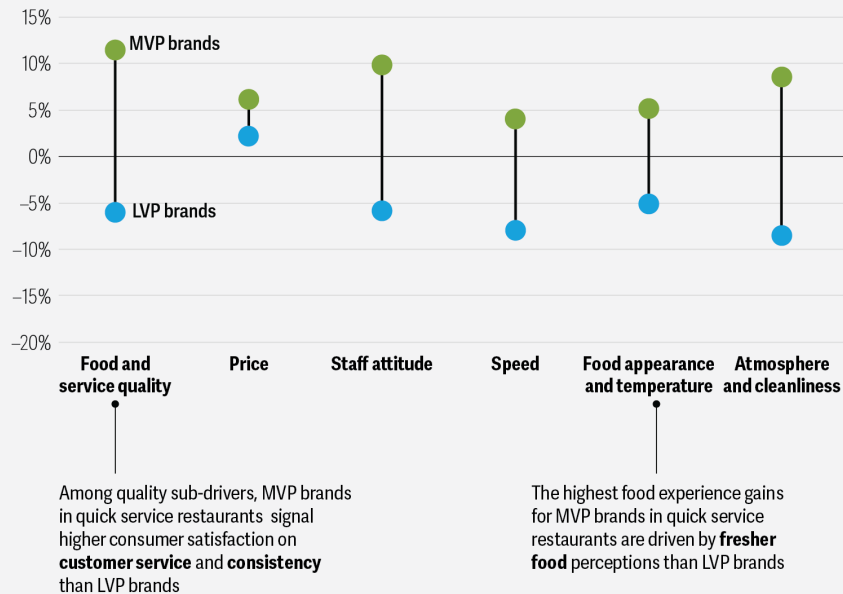 15%
MVP brands
10%
5%
0%
–5%
LVP brands
–10%
–15%
–20%
Food and
service quality
Price
Staff attitude
Speed
Food appearance
and temperature
Atmosphere
and cleanliness
Among quality sub-drivers, MVP brands
in quick service restaurants signal
higher consumer satisfaction on
customer service and consistency
than LVP brands
The highest food experience gains
for MVP brands in quick service
restaurants are driven by fresher
food perceptions than LVP brands